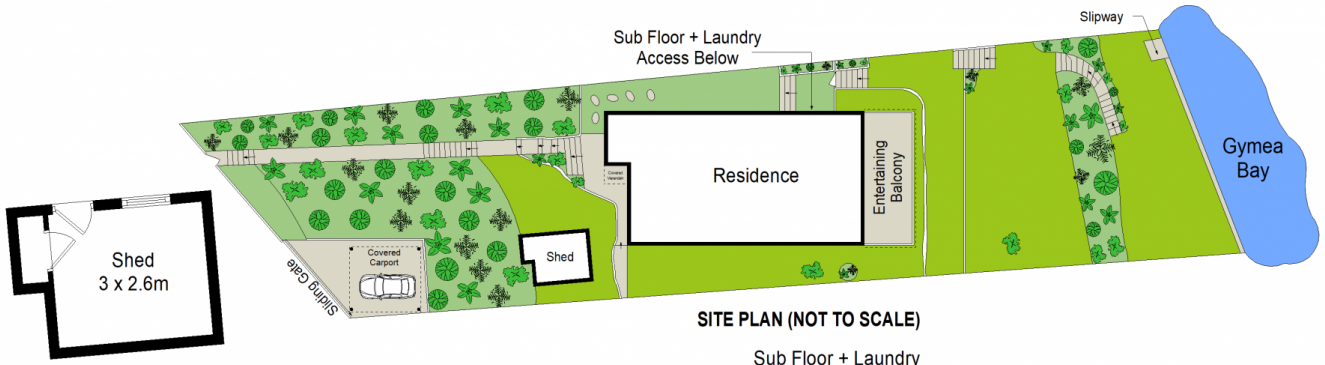 Slipway
Sub Floor + Laundry
Access Below
Gymea
Bay
Residence
Entertaining
Balcony
Covered
Verandah
Shed
3 x 2.6m
Shed
Covered
Carport
Sliding Gate
SITE PLAN (NOT TO SCALE)
Sub Floor + Laundry